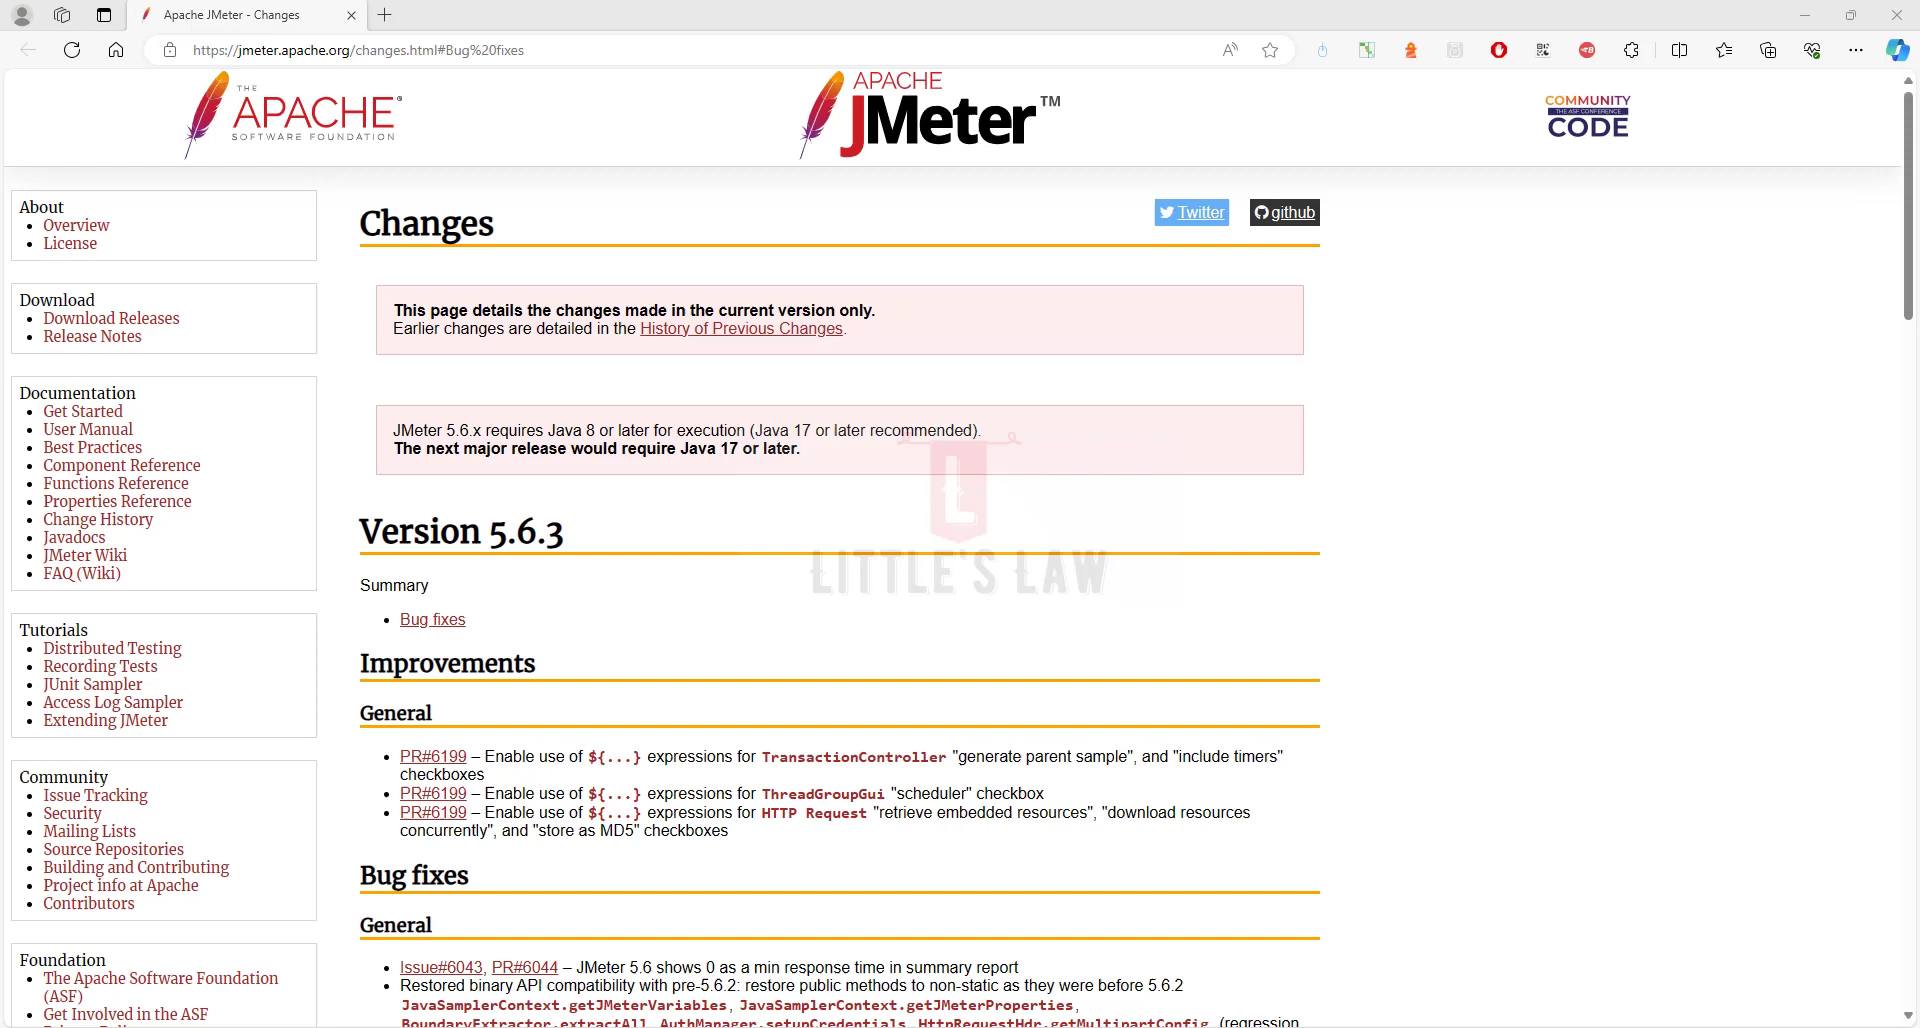 Apache JMeter - Changes
https://jmeter.apache.org/changes.html#Bug%20fixes
THE
APACHE
SOFTWARE FOUNDATION
APACHE
JMeter™
COMMUNITY
THE ASF CONFERENCE
CODE
About
Overview
License
Download
Download Releases
Release Notes
Documentation
Get Started
User Manual
Best Practices
Component Reference
Functions Reference
Properties Reference
Change History
Javadocs
JMeter Wiki
FAQ (Wiki)
Tutorials
Distributed Testing
Recording Tests
JUnit Sampler
Access Log Sampler
Extending JMeter
Community
Issue Tracking
Security
Mailing Lists
Source Repositories
Building and Contributing
Project info at Apache
Contributors
Foundation
The Apache Software Foundation
(ASF)
Get Involved in the ASF
Changes
Twitter
github
This page details the changes made in the current version only.
Earlier changes are detailed in the History of Previous Changes.
JMeter 5.6.x requires Java 8 or later for execution (Java 17 or later recommended).
The next major release would require Java 17 or later.
L
LITTLE'S LAW
Version 5.6.3
Summary
Bug fixes
Improvements
General
PR#6199 – Enable use of ${...} expressions for TransactionController "generate parent sample", and "include timers"
checkboxes
PR#6199 – Enable use of ${...} expressions for ThreadGroupGui "scheduler" checkbox
PR#6199 – Enable use of ${...} expressions for HTTP Request "retrieve embedded resources", "download resources
concurrently", and "store as MD5" checkboxes
Bug fixes
General
Issue#6043, PR#6044 – JMeter 5.6 shows 0 as a min response time in summary report
Restored binary API compatibility with pre-5.6.2: restore public methods to non-static as they were before 5.6.2
JavaSamplerContext.getJMeterVariables, JavaSamplerContext.getJMeterProperties,
BoundaryExtractor.extractAll, AuthManager.setupCredentials, HttpRequestHdr.getMultipartConfig (regression